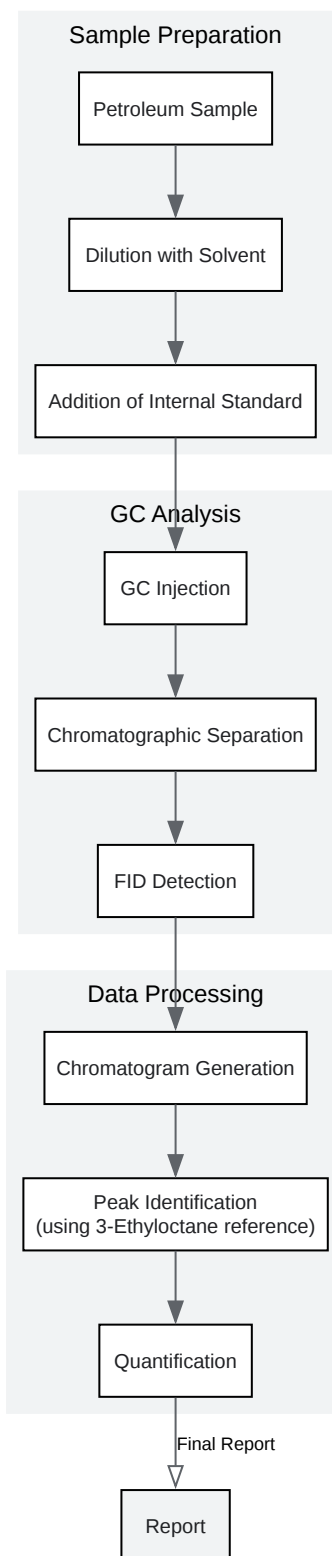 Sample Preparation
Petroleum Sample
Dilution with Solvent
Addition of Internal Standard
GC Analysis
GC Injection
Chromatographic Separation
FID Detection
Data Processing
Chromatogram Generation
Peak Identification
(using 3-Ethyloctane reference)
Quantification
Final Report
Report